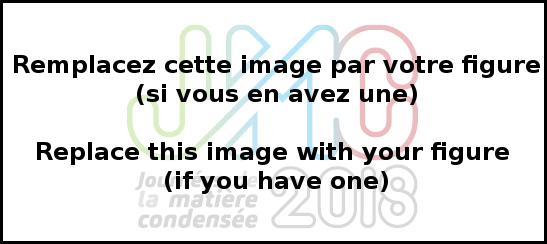 Remplacez cette image par votre figure
(si vous en avez une)
Replace this image with your figure
(if you have one)
JMC
la matière
condensée
2018